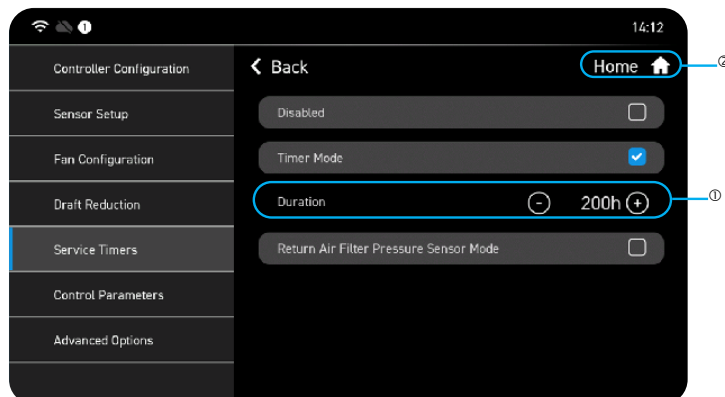 1 14:12
Controller Configuration
Sensor Setup
Fan Configuration
Draft Reduction
Service Timers
Control Parameters
Advanced Options
Back Home ②
Disabled
Timer Mode
Duration - 200h + ①
Return Air Filter Pressure Sensor Mode